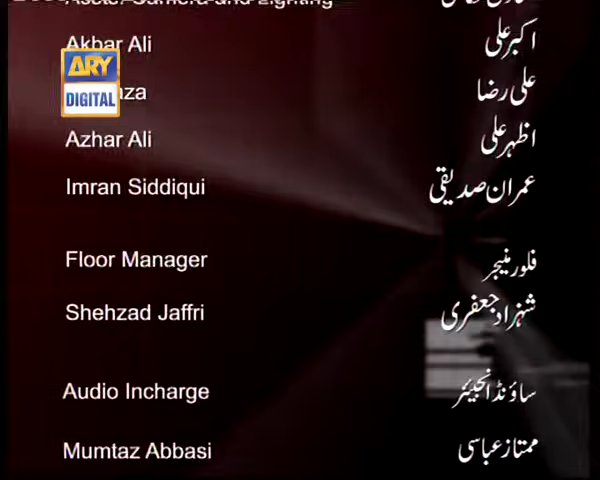 Akbar Ali اکبر علی
ARY
DIGITAL
علی رضا
Azhar Ali اظہر علی
Imran Siddiqui عمران صدیقی
Floor Manager فلور منیجر
Shehzad Jaffri شہزاد جعفری
Audio Incharge ساؤنڈ انجینئر
Mumtaz Abbasi ممتاز عباسی